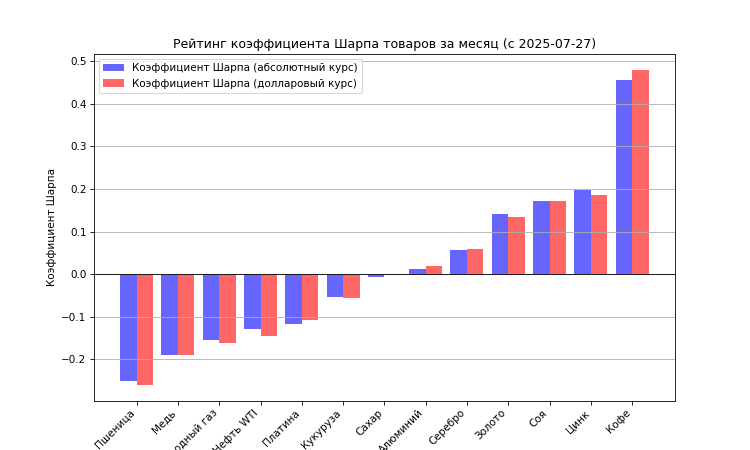 Рейтинг коэффициента Шарпа товаров за месяц (с 2025-07-27)
Коэффициент Шарпа (абсолютный курс)
Коэффициент Шарпа (долларовый курс)
Коэффициент Шарпа
0.5
0.4
0.3
0.2
0.1
0.0
−0.1
−0.2
Пшеница
Медь
одный газ
Нефть WTI
Платина
Кукуруза
Сахар
Алюминий
Серебро
Золото
Соя
Цинк
Кофе